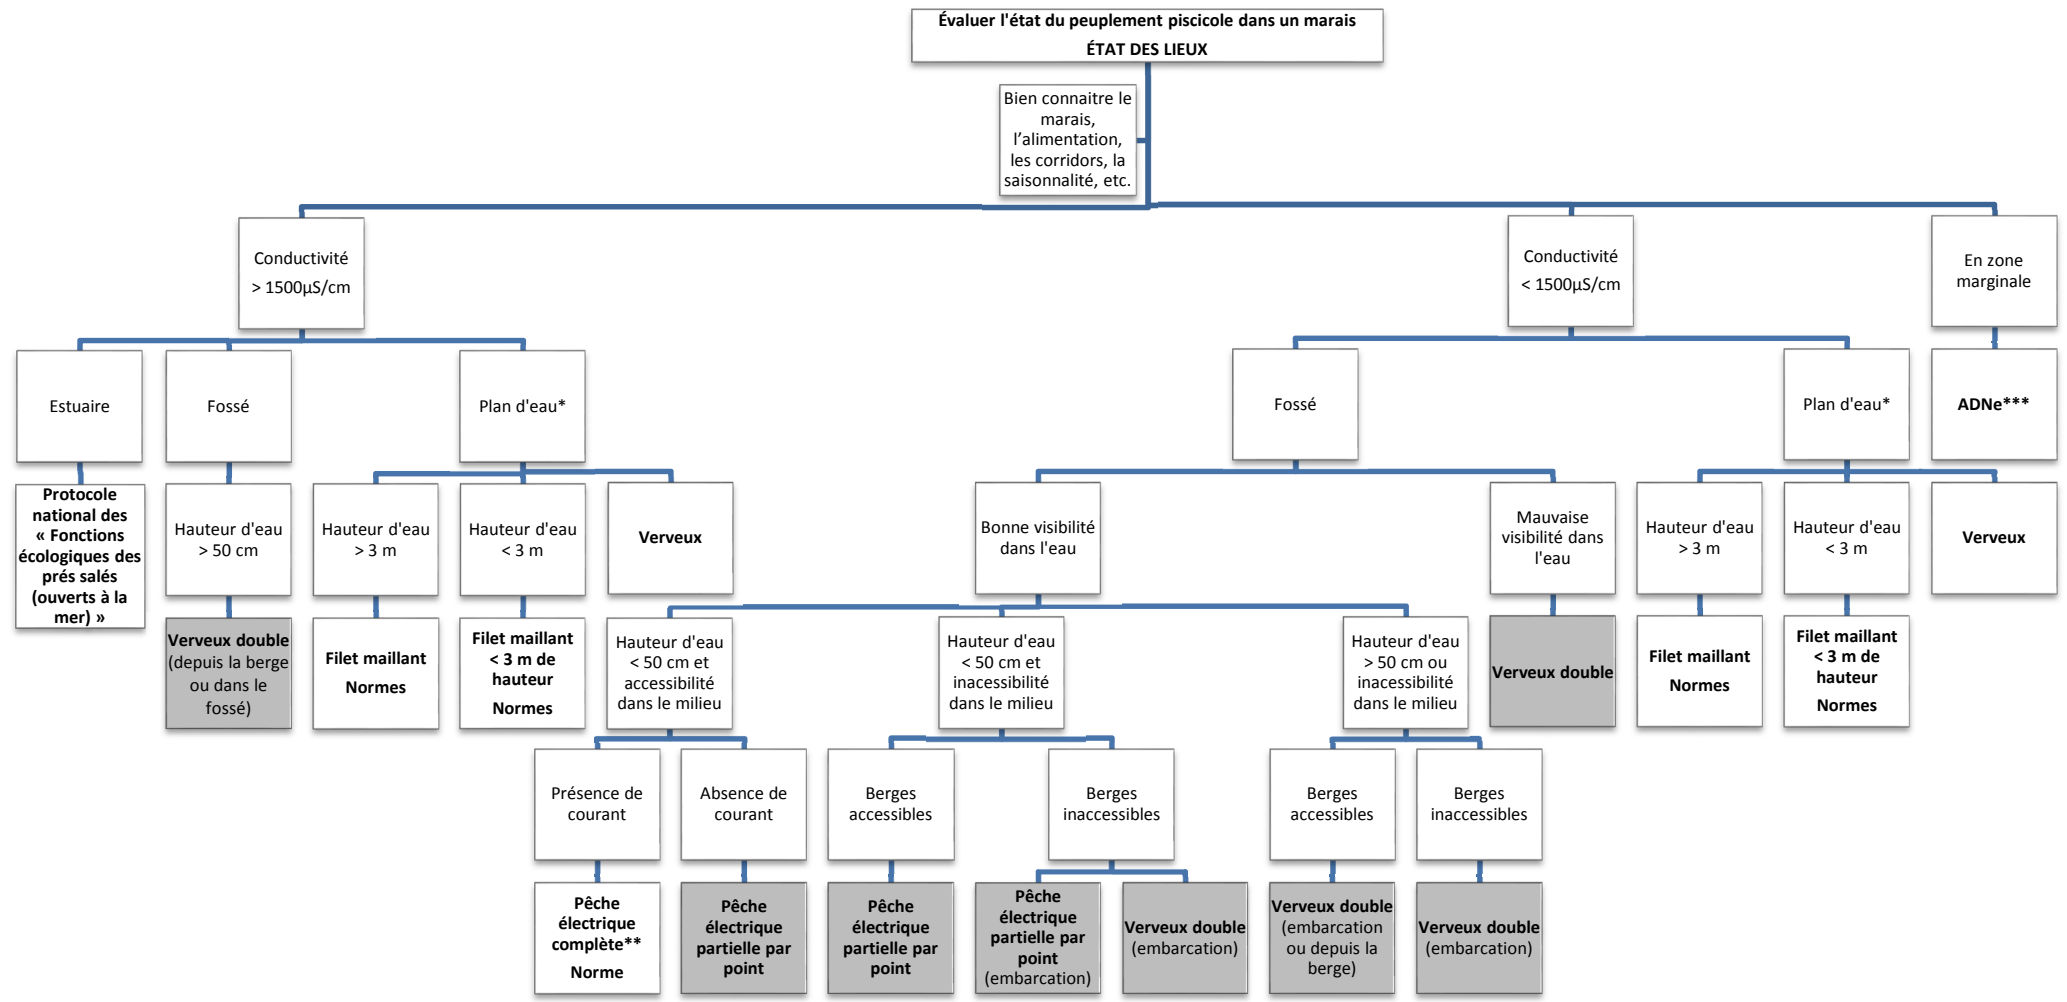 Évaluer l'état du peuplement piscicole dans un marais
ÉTAT DES LIEUX
Bien connaitre le
marais,
l’alimentation,
les corridors, la
saisonnalité, etc.
Conductivité
> 1500µS/cm
Conductivité
< 1500µS/cm
En zone
marginale
Estuaire
Fossé
Plan d'eau*
Fossé
Plan d'eau*
ADNe***
Protocole
national des
« Fonctions
écologiques des
prés salés
(ouverts à la
mer) »
Hauteur d'eau
> 50 cm
Hauteur d'eau
> 3 m
Hauteur d'eau
< 3 m
Verveux
Bonne visibilité
dans l'eau
Mauvaise
visibilité dans
l'eau
Hauteur d'eau
> 3 m
Hauteur d'eau
< 3 m
Verveux
Verveux double
(depuis la berge
ou dans le
fossé)
Filet maillant
Normes
Filet maillant
< 3 m de
hauteur
Normes
Hauteur d'eau
< 50 cm et
accessibilité
dans le milieu
Hauteur d'eau
< 50 cm et
inacessibilité
dans le milieu
Hauteur d'eau
> 50 cm ou
inacessibilité
dans le milieu
Verveux double
Filet maillant
Normes
Filet maillant
< 3 m de
hauteur
Normes
Présence de
courant
Absence de
courant
Berges
accessibles
Berges
inaccessibles
Berges
accessibles
Berges
inaccessibles
Pêche
électrique
complète**
Norme
Pêche
électrique
partielle par
point
Pêche
électrique
partielle par
point
Pêche
électrique
partielle par
point
(embarcation)
Verveux double
(embarcation)
Verveux double
(embarcation
ou depuis la
berge)
Verveux double
(embarcation)